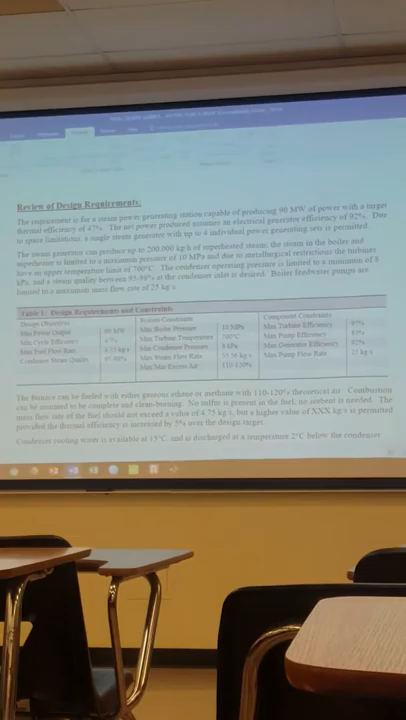 Review of Design Requirements:
The requirement is for a steam power generating station capable of producing 90 MW of power with a target
thermal efficiency of 47%. The net power produced assumes an electrical generator efficiency of 92%. Due
to space limitations, a single steam generator with up to 4 individual power generating sets is permitted.
The steam generator can produce up to 200,000 kg/h of superheated steam; the steam in the boiler and
superheater is limited to a maximum pressure of 10 MPa and due to metallurgical restrictions the turbines
have an upper temperature limit of 700°C. The condenser operating pressure is limited to a minimum of 8
kPa, and a steam quality between 95-98% at the condenser inlet is desired. Boiler feedwater pumps are
limited to a maximum mass flow rate of 25 kg/s.
Table 1: Design Requirements and Constraints
Design Objectives System Constraints Component Constraints
Min Power Output 90 MW Max Boiler Pressure 10 MPa Max Turbine Efficiency
Min Cycle Efficiency 47% Max Turbine Temperature 700°C Max Pump Efficiency
Max Fuel Flow Rate 4.75 kg/s Min Condenser Pressure 8 kPa Max Generator Efficiency 92%
Condenser Steam Quality 95-98% Max Steam Flow Rate 55.56 kg/s Max Pump Flow Rate 25 kg/s
Min/Max Excess Air 110-120%
The furnace can be fueled with either gaseous ethane or methane with 110-120% theoretical air. Combustion
can be assumed to be complete and clean-burning. No sulfur is present in the fuel, no sorbent is needed. The
mass flow rate of the fuel should not exceed a value of 4.75 kg/s, but a higher value of XXX kg/s is permitted
provided the thermal efficiency is increased by 5% over the design target.
Condenser cooling water is available at 15°C, and is discharged at a temperature 2°C below the condenser